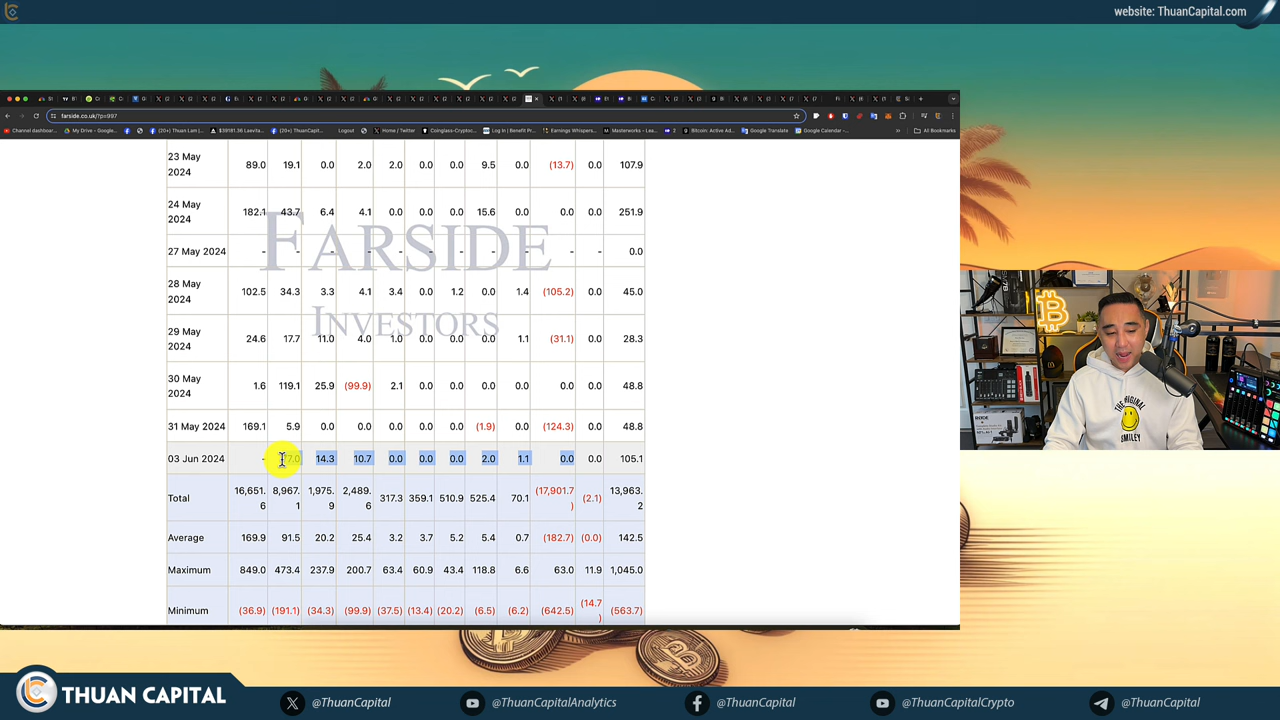 website: ThuanCapital.com
farside.co.uk/?p=997
23 May 2024 89.0 19.1 0.0 2.0 2.0 0.0 0.0 9.5 0.0 (13.7) 0.0 107.9
24 May 2024 182.1 43.7 6.4 4.1 0.0 0.0 0.0 15.6 0.0 0.0 0.0 251.9
FARSIDE
27 May 2024 - - - - - - - - - - - 0.0
28 May 2024 102.5 34.3 3.3 4.1 3.4 0.0 1.2 0.0 1.4 (105.2) 0.0 45.0
INVESTORS
29 May 2024 24.6 17.7 11.0 4.0 1.0 0.0 0.0 0.0 1.1 (31.1) 0.0 28.3
30 May 2024 1.6 119.1 25.9 (99.9) 2.1 0.0 0.0 0.0 0.0 0.0 0.0 48.8
31 May 2024 169.1 5.9 0.0 0.0 0.0 0.0 0.0 (1.9) 0.0 (124.3) 0.0 48.8
03 Jun 2024 - 14.3 10.7 0.0 0.0 0.0 2.0 1.1 0.0 0.0 105.1
Total 16,651.6 8,967.1 1,975.9 2,489.6 317.3 359.1 510.9 525.4 70.1 (17,901.7) (2.1) 13,963.2
Average 169.9 91.5 20.2 25.4 3.2 3.7 5.2 5.4 0.7 (182.7) (0.0) 142.5
Maximum 473.4 237.9 200.7 63.4 60.9 43.4 118.8 6.6 63.0 11.9 1,045.0
Minimum (36.9) (191.1) (34.3) (99.9) (37.5) (13.4) (20.2) (6.5) (6.2) (642.5) (14.7) (563.7)
THE ORIGINAL
SMILEY
THUAN CAPITAL
@ThuanCapital
@ThuanCapitalAnalytics
@ThuanCapital
@ThuanCapitalCrypto
@ThuanCapital